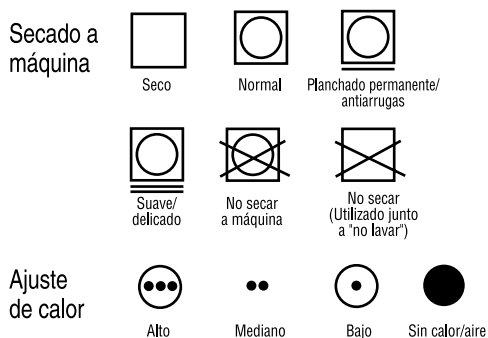 Secado a
máquina
Seco
Normal
Planchado permanente/
antiarrugas
Suave/
delicado
No secar
a máquina
No secar
(Utilizado junto
a "no lavar")
Ajuste
de calor
Alto
Mediano
Bajo
Sin calor/aire